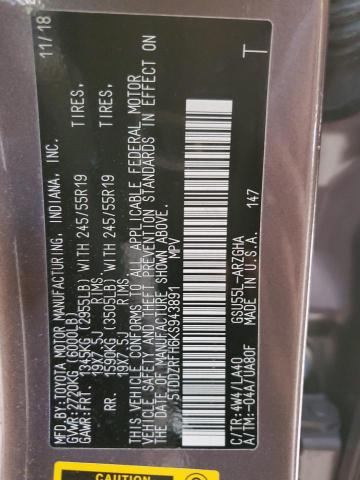 11/18
MFD.BY:TOYOTA MOTOR MANUFACTURING, INDIANA, INC.
GVWR:2720KG (6000LB)
GAWR:FRT. 1345KG (2955LB) WITH 245/55R19 TIRES,
19X7.5J RIMS
RR. 1590KG (3505LB) WITH 245/55R19 TIRES,
19X7.5J RIMS
THIS VEHICLE CONFORMS TO ALL APPLICABLE FEDERAL MOTOR
VEHICLE SAFETY AND THEFT PREVENTION STANDARDS IN EFFECT
ON THE DATE OF MANUFACTURE SHOWN ABOVE.
5TDDZRFH6KS943891 MPV
C/TR:4W4/LA40 GSU55L-ARZGHA
A/TM:-04A/UA80F U.S.A. 147
T
CAUTION